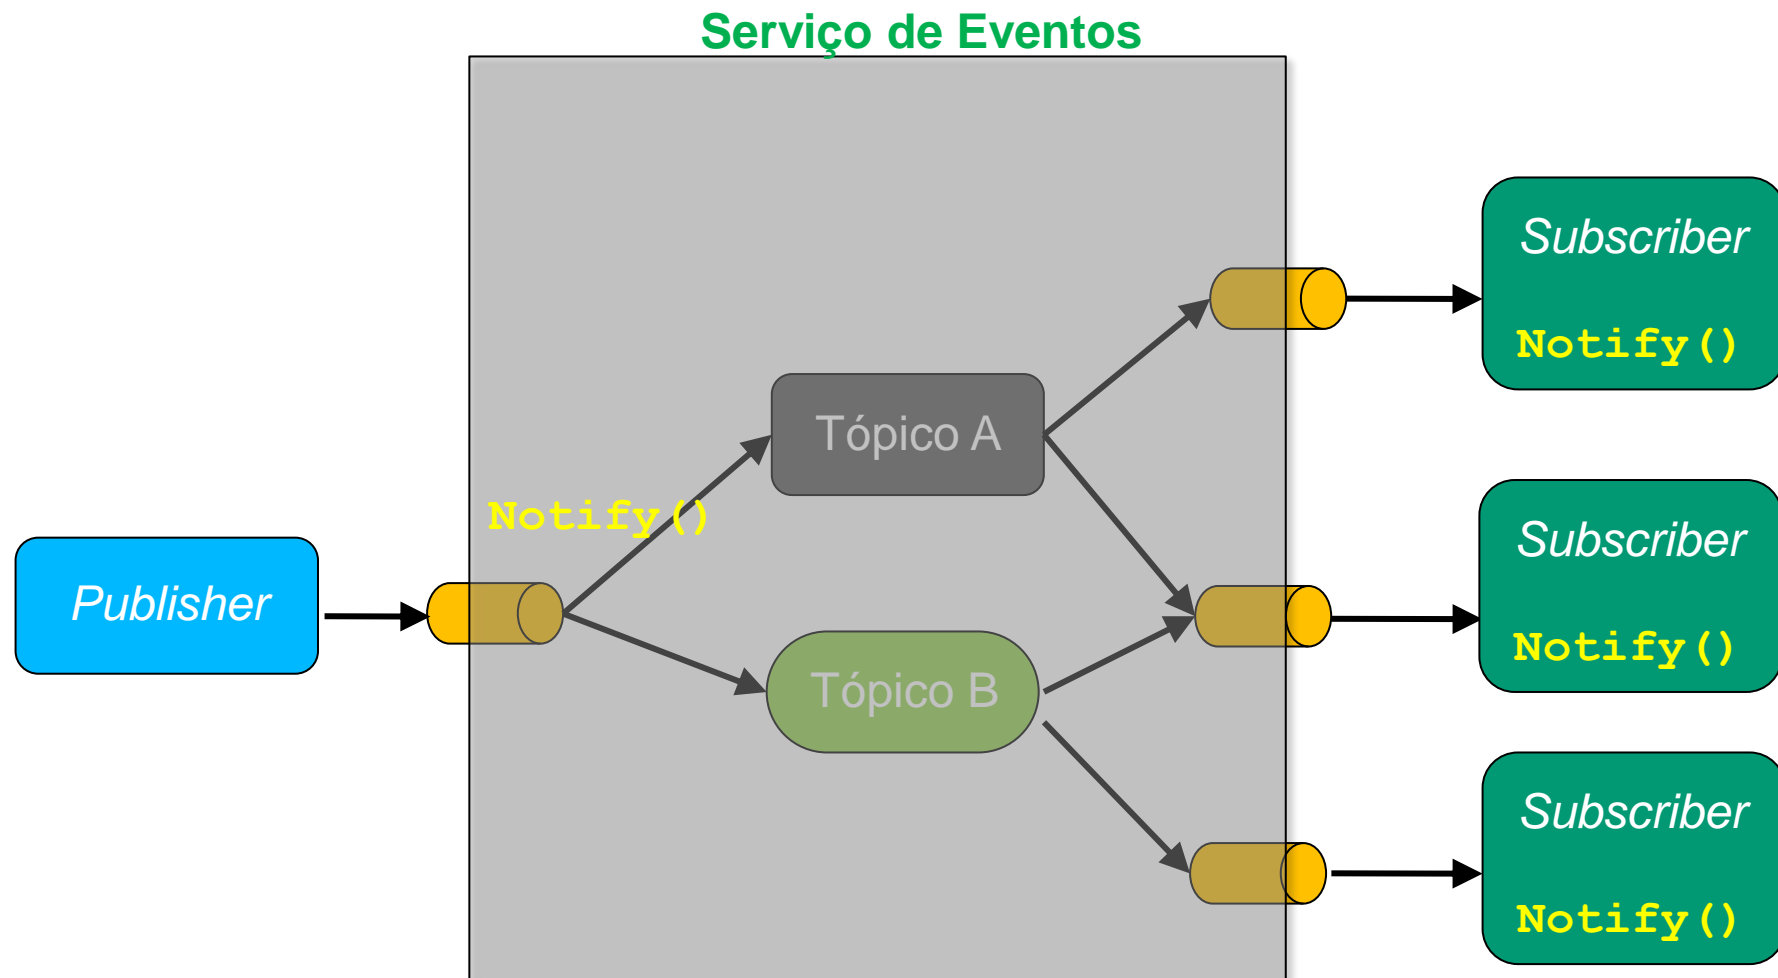 Serviço de Eventos
Subscriber
Notify()
Tópico A
Notify()
Subscriber
Publisher
Notify()
Tópico B
Subscriber
Notify()